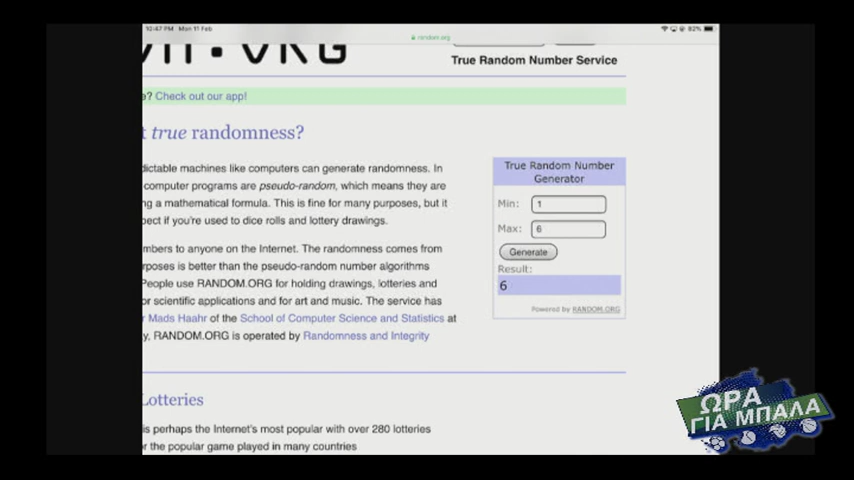 10:47 PM Mon 11 Feb
random.org
82%
True Random Number Service
e? Check out our app!
t true randomness?
dictable machines like computers can generate randomness. In
computer programs are pseudo-random, which means they are
ng a mathematical formula. This is fine for many purposes, but it
pect if you're used to dice rolls and lottery drawings.
mbers to anyone on the Internet. The randomness comes from
rposes is better than the pseudo-random number algorithms
People use RANDOM.ORG for holding drawings, lotteries and
or scientific applications and for art and music. The service has
r Mads Haahr of the School of Computer Science and Statistics at
y, RANDOM.ORG is operated by Randomness and Integrity
True Random Number
Generator
Min: 1
Max: 6
Generate
Result:
6
Powered by RANDOM.ORG
Lotteries
is perhaps the Internet's most popular with over 280 lotteries
or the popular game played in many countries
ΩΡΑ
ΓΙΑ ΜΠΑΛΑ